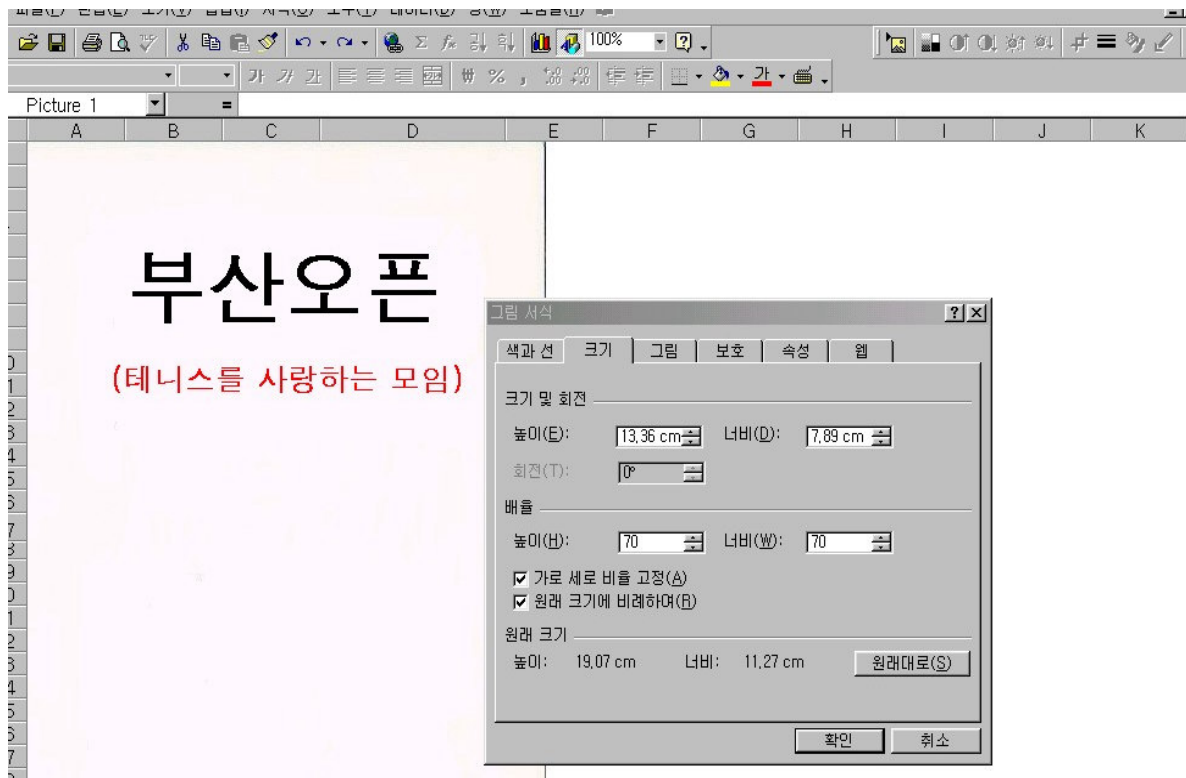 100%
가 가 가
%
가
Picture 1
=
A B C D E F G H I J K
부산오픈
(테니스를 사랑하는 모임)
그림 서식
색과 선 크기 그림 보호 속성 웹
크기 및 회전
높이(E): 13,36 cm 너비(D): 7,89 cm
회전(T): 0°
배율
높이(H): 70 너비(W): 70
가로 세로 비율 고정(A)
원래 크기에 비례하여(R)
원래 크기
높이: 19,07 cm 너비: 11,27 cm 원래대로(S)
확인 취소